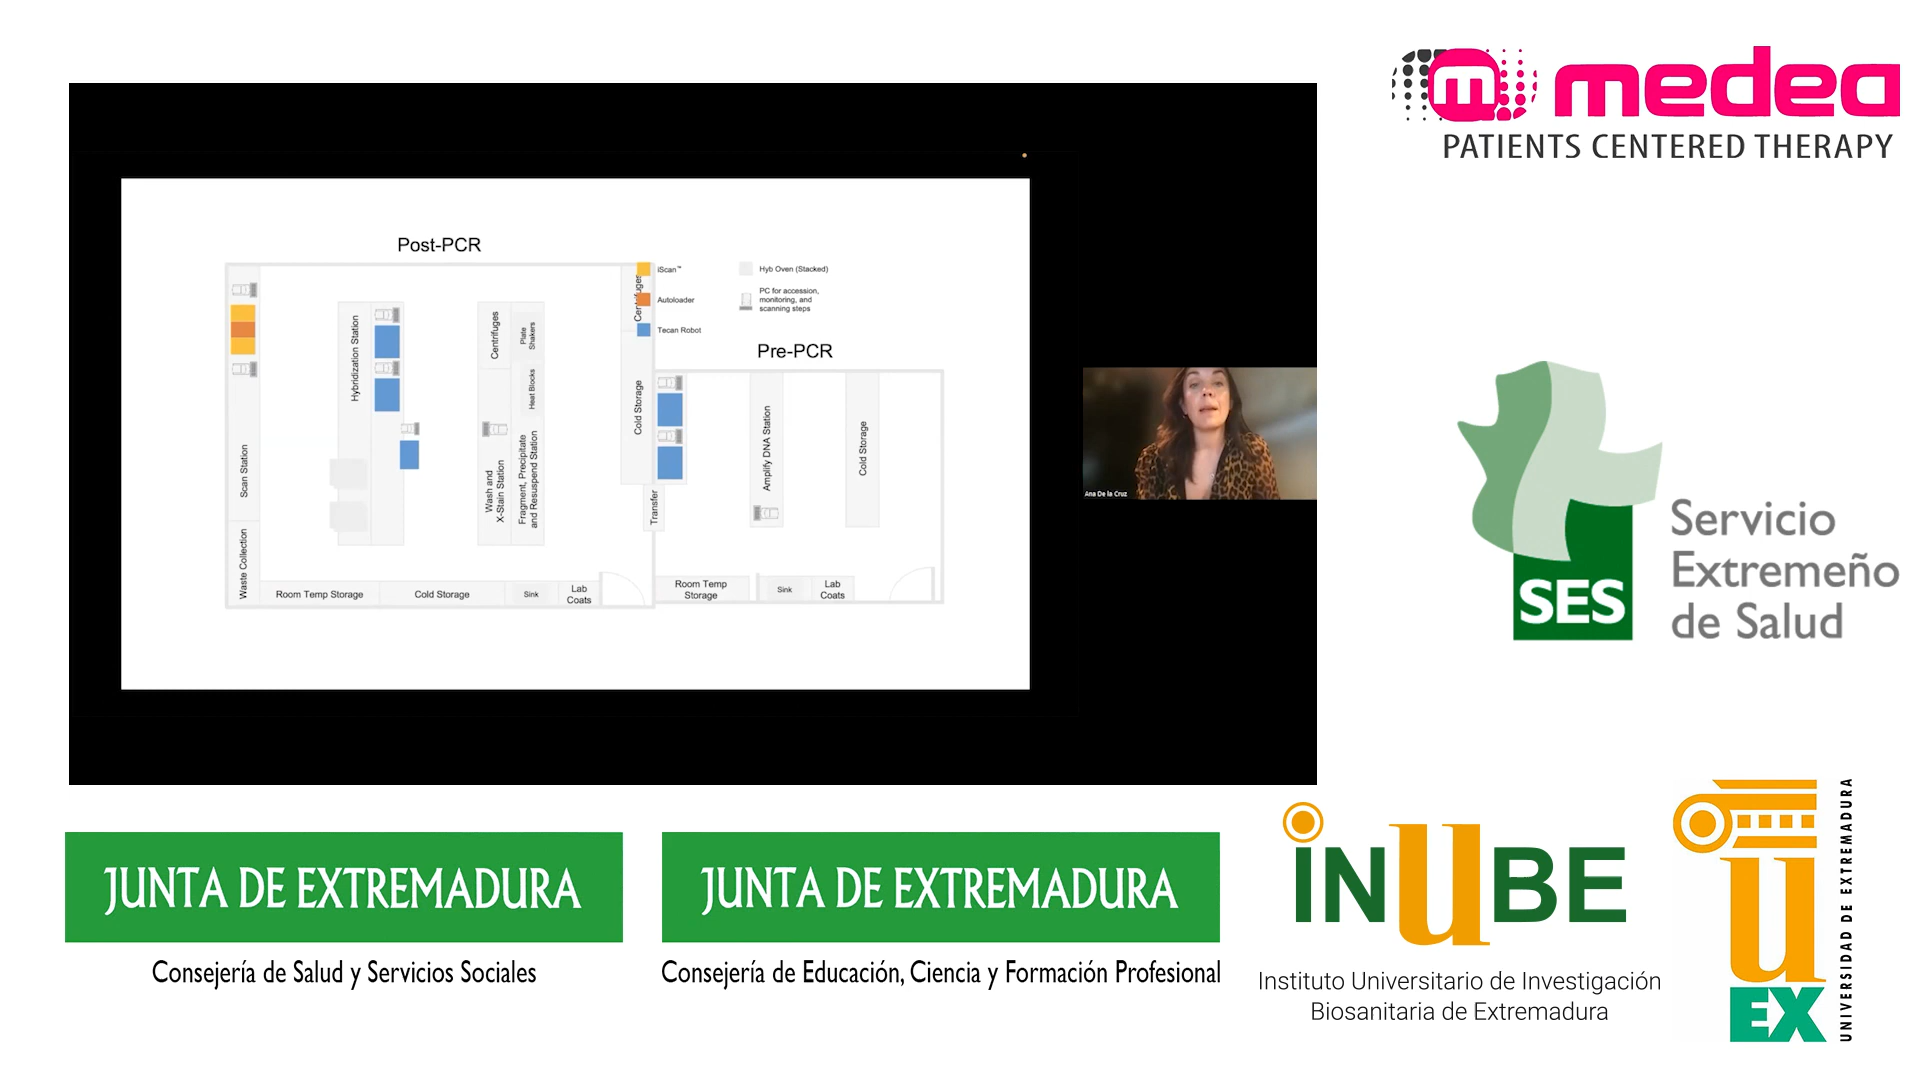 m medea
PATIENTS CENTERED THERAPY
Post-PCR
iScan™
Autoloader
Tecan Robot
Hyb Oven (Stacked)
PC for accession,
monitoring, and
scanning steps
Pre-PCR
Scan Station
Waste Collection
Hybridization Station
Centrifuges
Plate
Shakers
Heat Blocks
Wash and
X-Stain Station
Fragment, Precipitate
and Resuspend Station
Centrifuges
Cold Storage
Transfer
Amplify DNA Station
Cold Storage
Room Temp Storage
Cold Storage
Sink
Lab
Coats
Room Temp
Storage
Sink
Lab
Coats
Ana De la Cruz
SES
Servicio
Extremeño
de Salud
JUNTA DE EXTREMADURA
Consejería de Salud y Servicios Sociales
JUNTA DE EXTREMADURA
Consejería de Educación, Ciencia y Formación Profesional
iNUBE
Instituto Universitario de Investigación
Biosanitaria de Extremadura
u
EX
UNIVERSIDAD DE EXTREMADURA